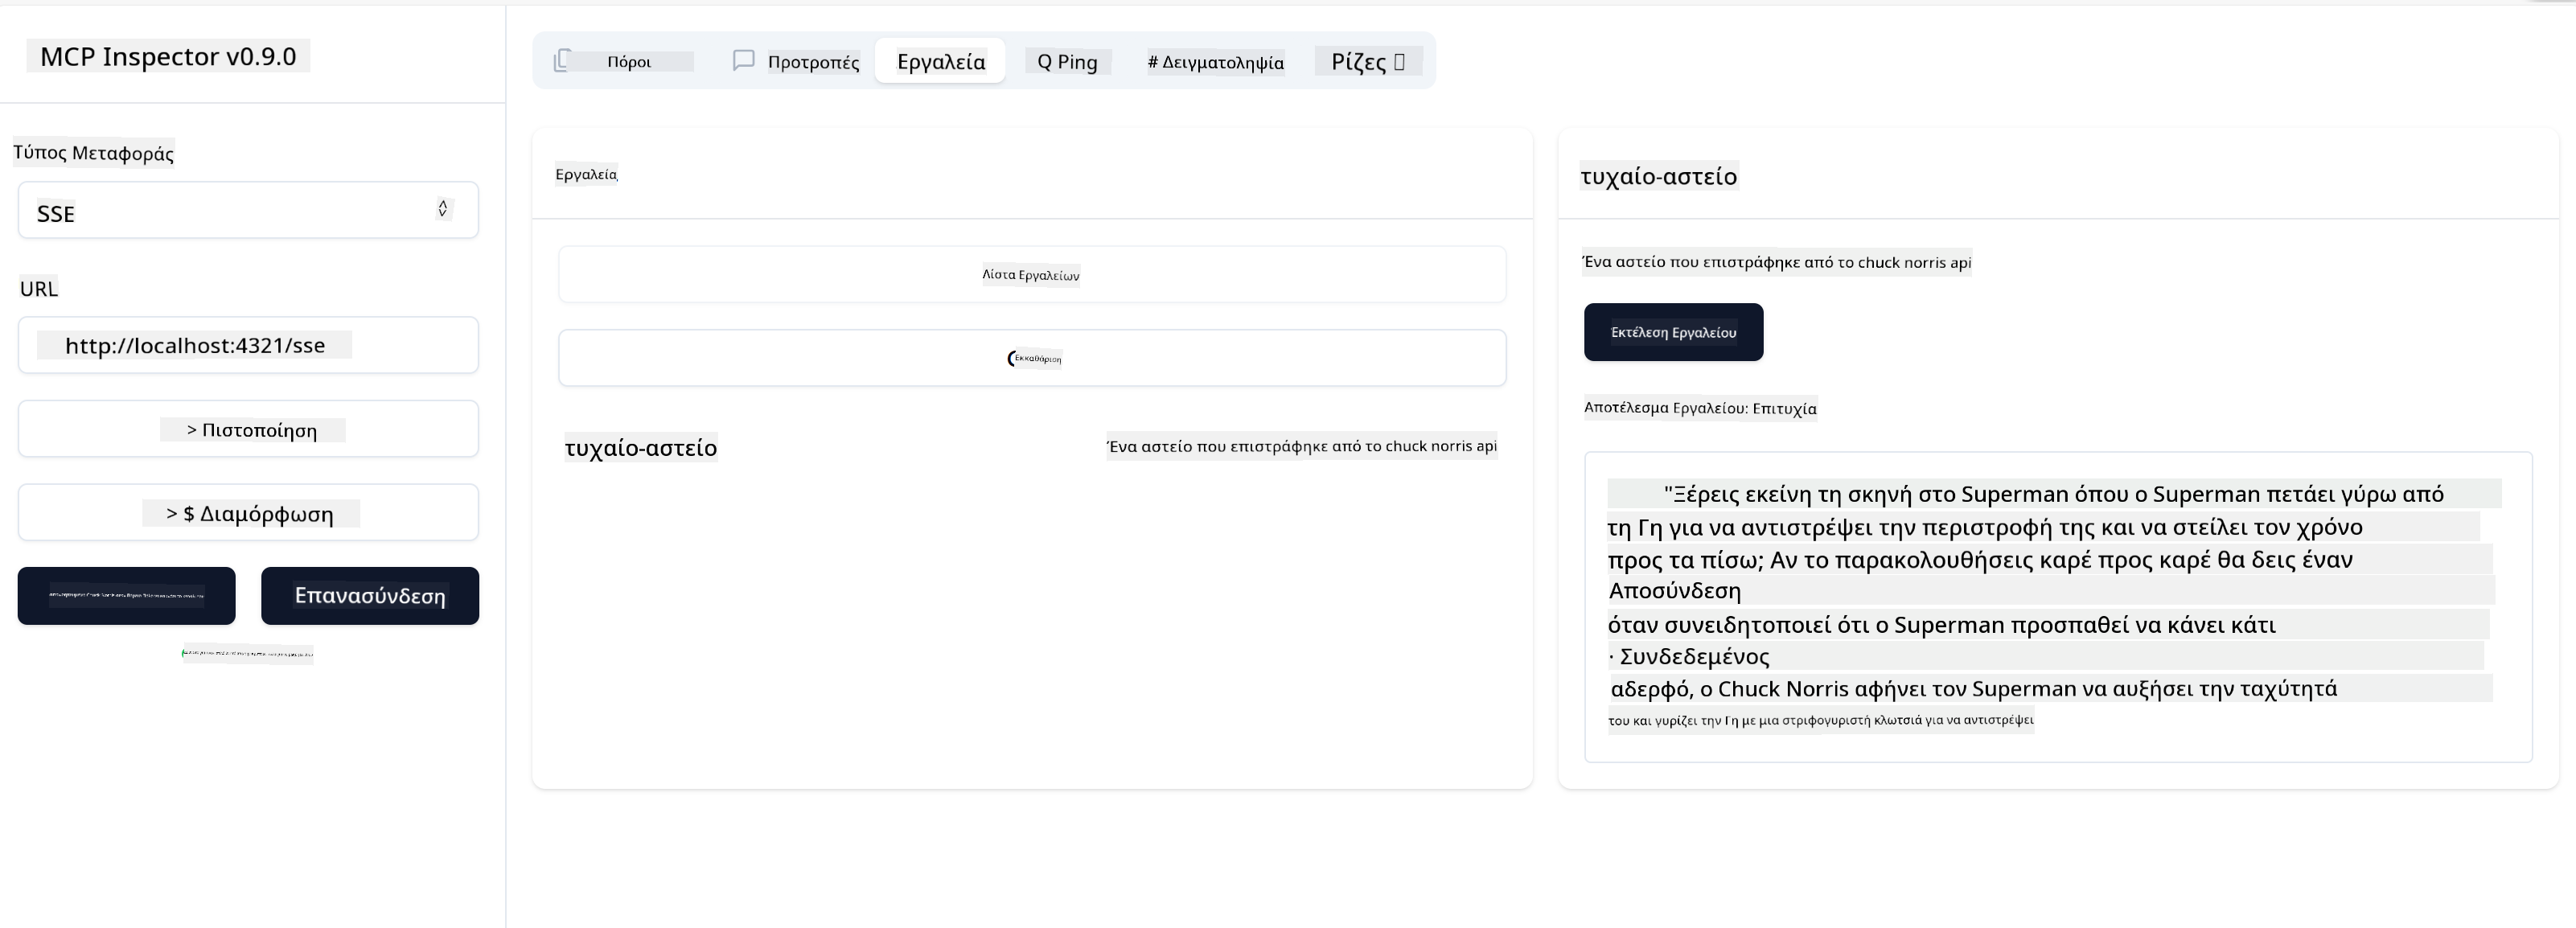 MCP Inspector v0.9.0
Τύπος Μεταφοράς
SSE
URL
http://localhost:4321/sse
> Πιστοποίηση
> $ Διαμόρφωση
Επανασύνδεση
Πόροι
Προτροπές
Εργαλεία
Q Ping
# Δειγματοληψία
Ρίζες
Εργαλεία
Λίστα Εργαλείων
Εκκαθάριση
τυχαίο-αστείο
Ένα αστείο που επιστράφηκε από το chuck norris api
τυχαίο-αστείο
Ένα αστείο που επιστράφηκε από το chuck norris api
Εκτέλεση Εργαλείου
Αποτέλεσμα Εργαλείου: Επιτυχία
"Ξέρεις εκείνη τη σκηνή στο Superman όπου ο Superman πετάει γύρω από
τη Γη για να αντιστρέψει την περιστροφή της και να στείλει τον χρόνο
προς τα πίσω; Αν το παρακολουθήσεις καρέ προς καρέ θα δεις έναν
Αποσύνδεση
όταν συνειδητοποιεί ότι ο Superman προσπαθεί να κάνει κάτι
· Συνδεδεμένος
αδερφό, ο Chuck Norris αφήνει τον Superman να αυξήσει την ταχύτητά
του και γυρίζει την Γη με μια στριφογυριστή κλωτσιά για να αντιστρέψει